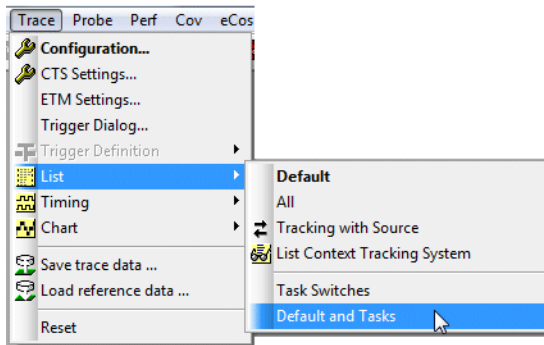 Trace Probe Perf Cov eCos
Configuration...
CTS Settings...
ETM Settings...
Trigger Dialog...
Trigger Definition
List
Timing
Chart
Save trace data ...
Load reference data ...
Reset
Default
All
Tracking with Source
List Context Tracking System
Task Switches
Default and Tasks